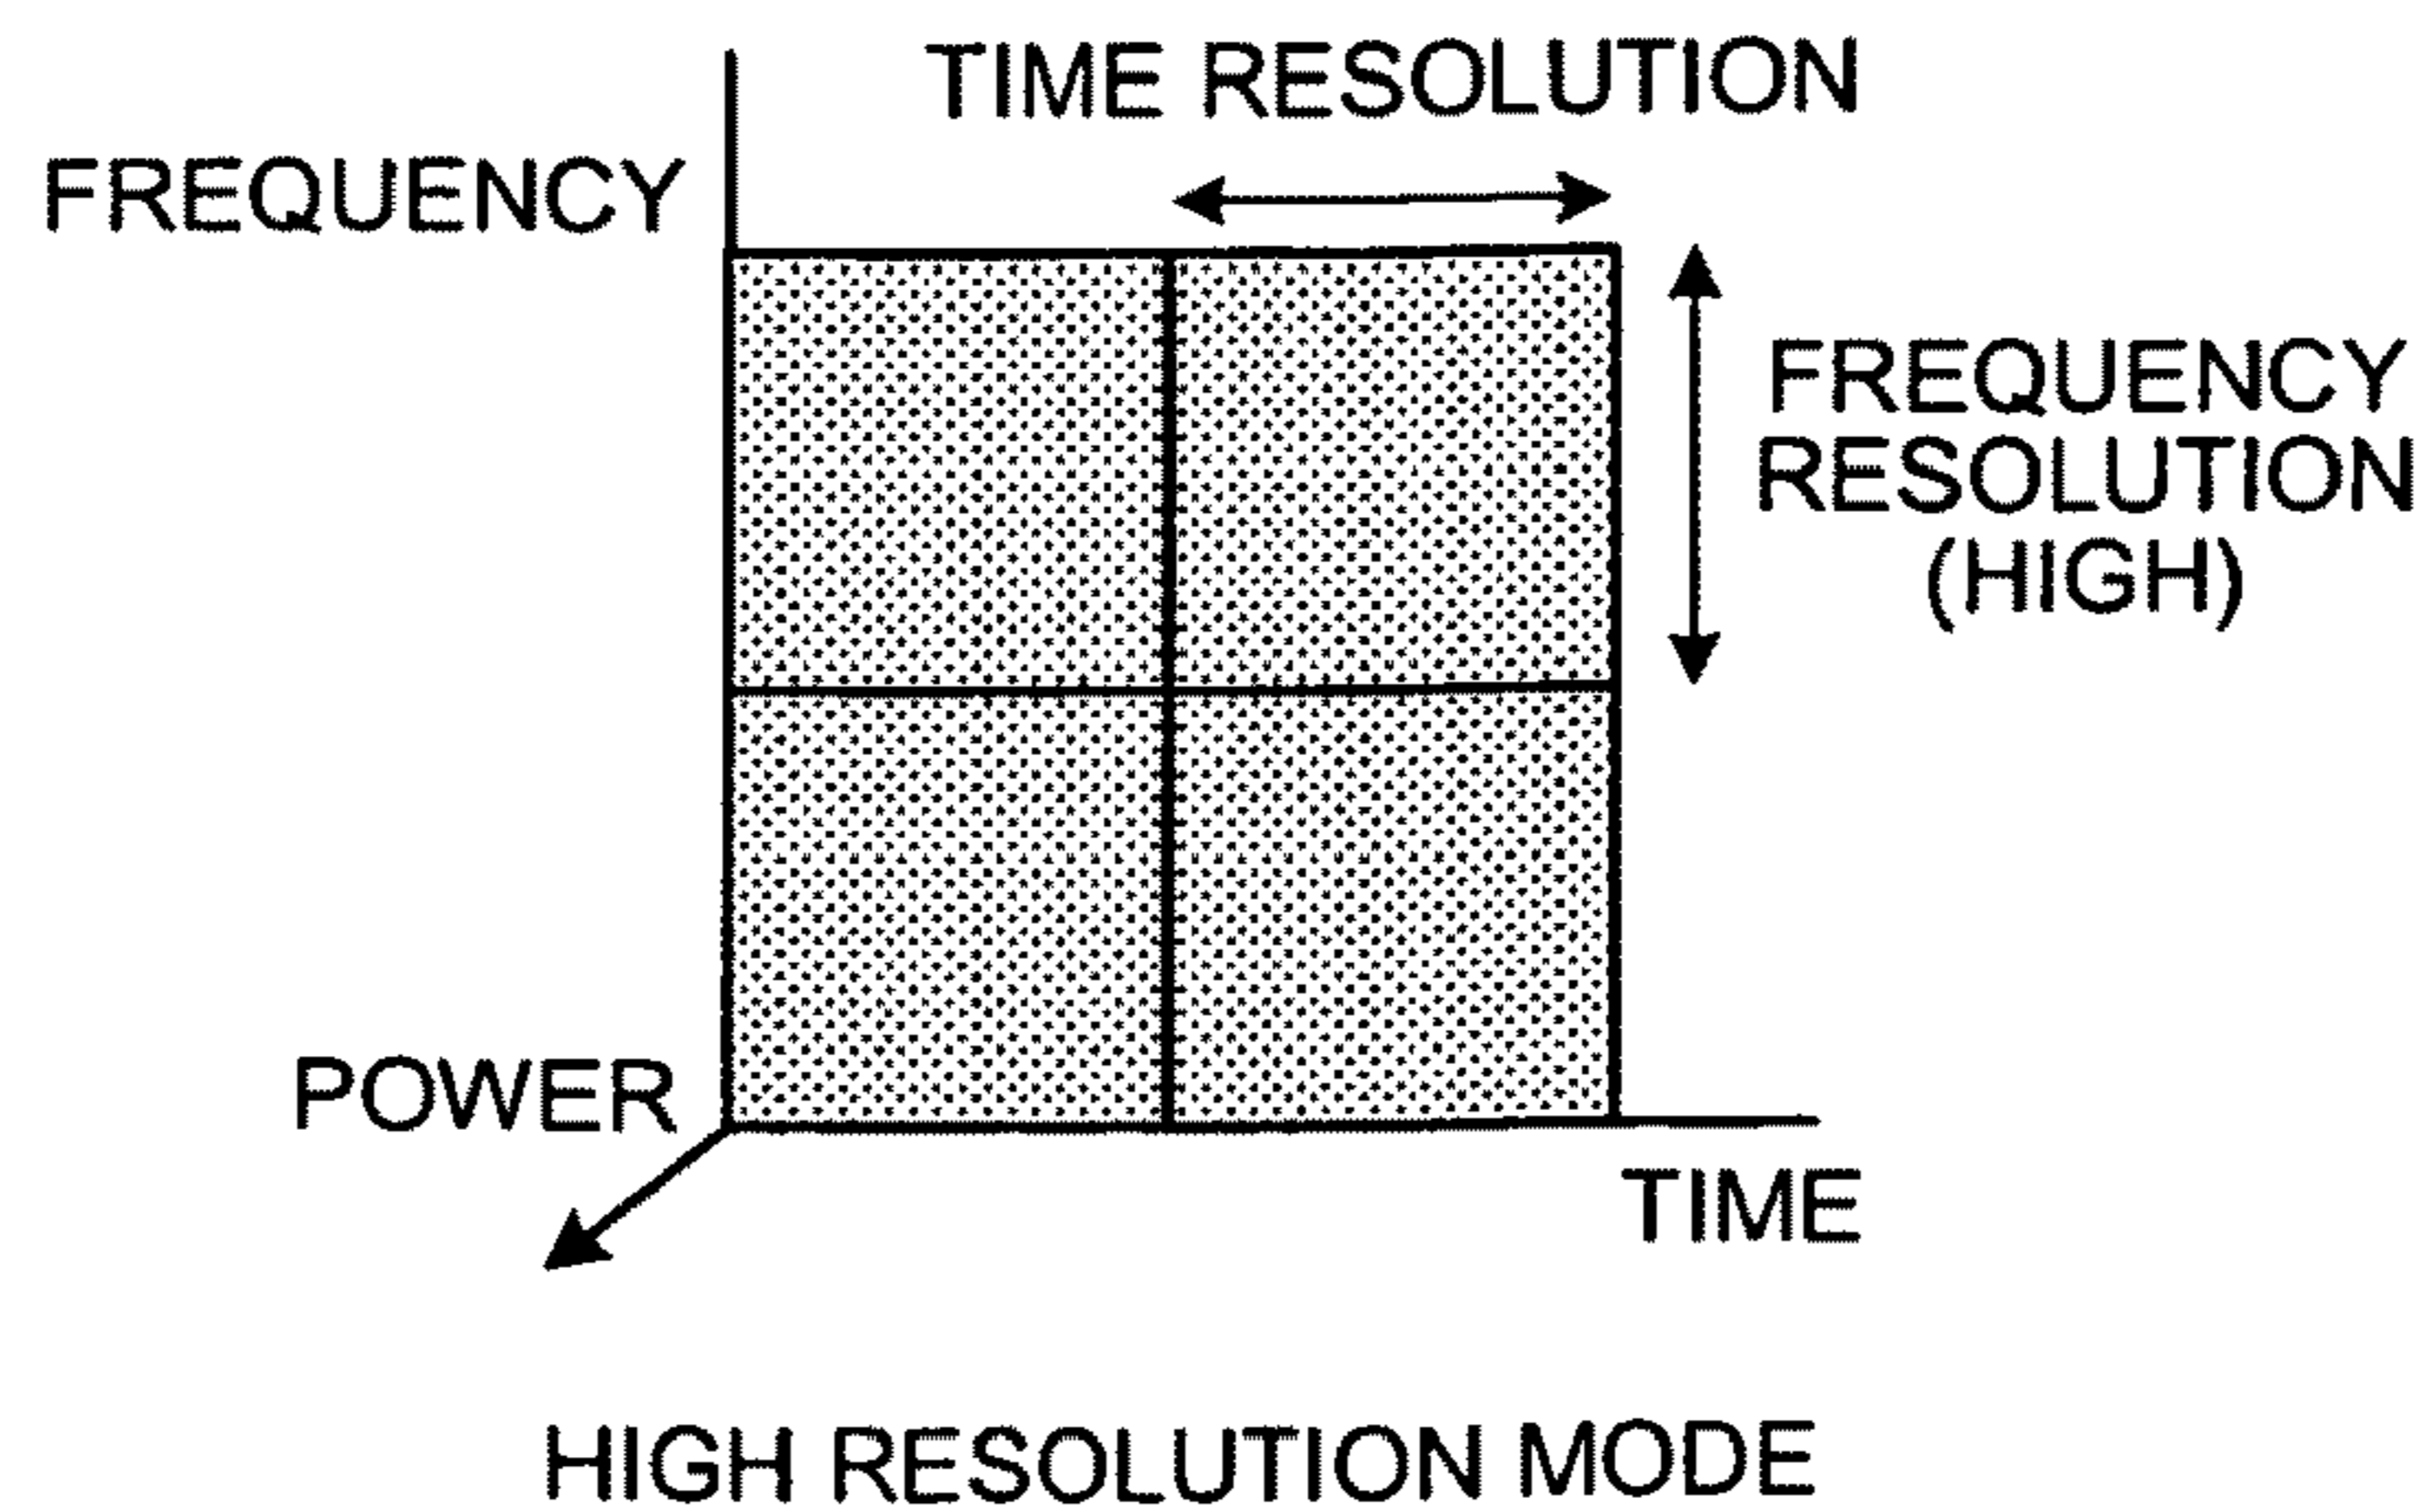 TIME RESOLUTION
FREQUENCY
FREQUENCY
RESOLUTION
(HIGH)
POWER
TIME
HIGH RESOLUTION MODE